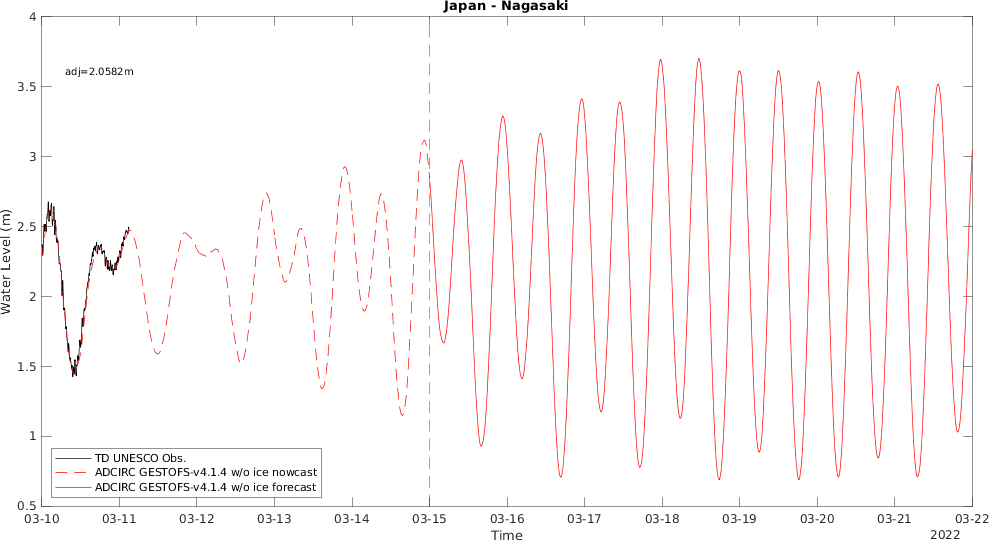 Japan - Nagasaki
4
3.5
3
2.5
2
1.5
1
0.5
Water Level (m)
adj=2.0582m
TD UNESCO Obs.
ADCIRC GESTOFS-v4.1.4 w/o ice nowcast
ADCIRC GESTOFS-v4.1.4 w/o ice forecast
03-10 03-11 03-12 03-13 03-14 03-15 03-16 03-17 03-18 03-19 03-20 03-21 03-22
Time
2022